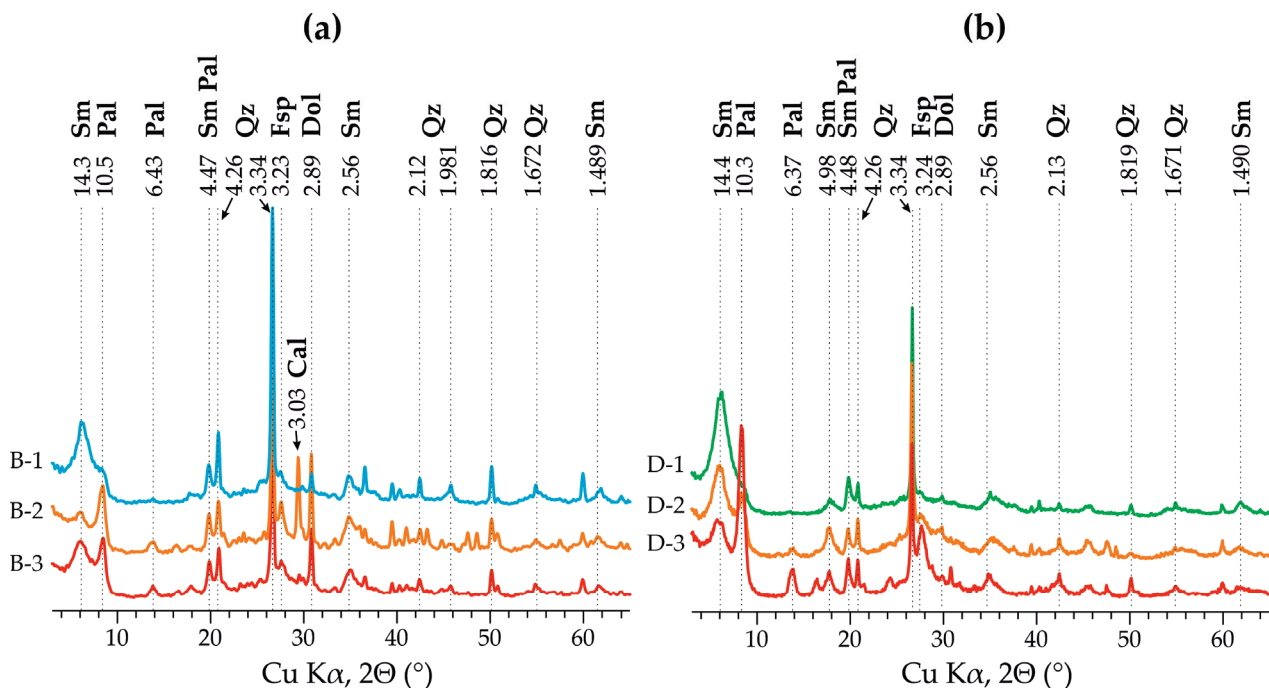 (a)
Sm Pal Pal Sm Pal Qz Fsp Dol Sm Qz Qz Qz Sm
14.3 10.5 6.43 4.47 4.26 3.34 3.23 2.89 2.56 2.12 1.981 1.816 1.672 1.489
3.03 Cal
B-1
B-2
B-3
10 20 30 40 50 60
Cu Kα, 2Θ (°)
(b)
Sm Pal Pal Sm Sm Pal Qz Fsp Dol Sm Qz Qz Qz Sm
14.4 10.3 6.37 4.98 4.48 4.26 3.34 3.24 2.89 2.56 2.13 1.819 1.671 1.490
D-1
D-2
D-3
10 20 30 40 50 60
Cu Kα, 2Θ (°)